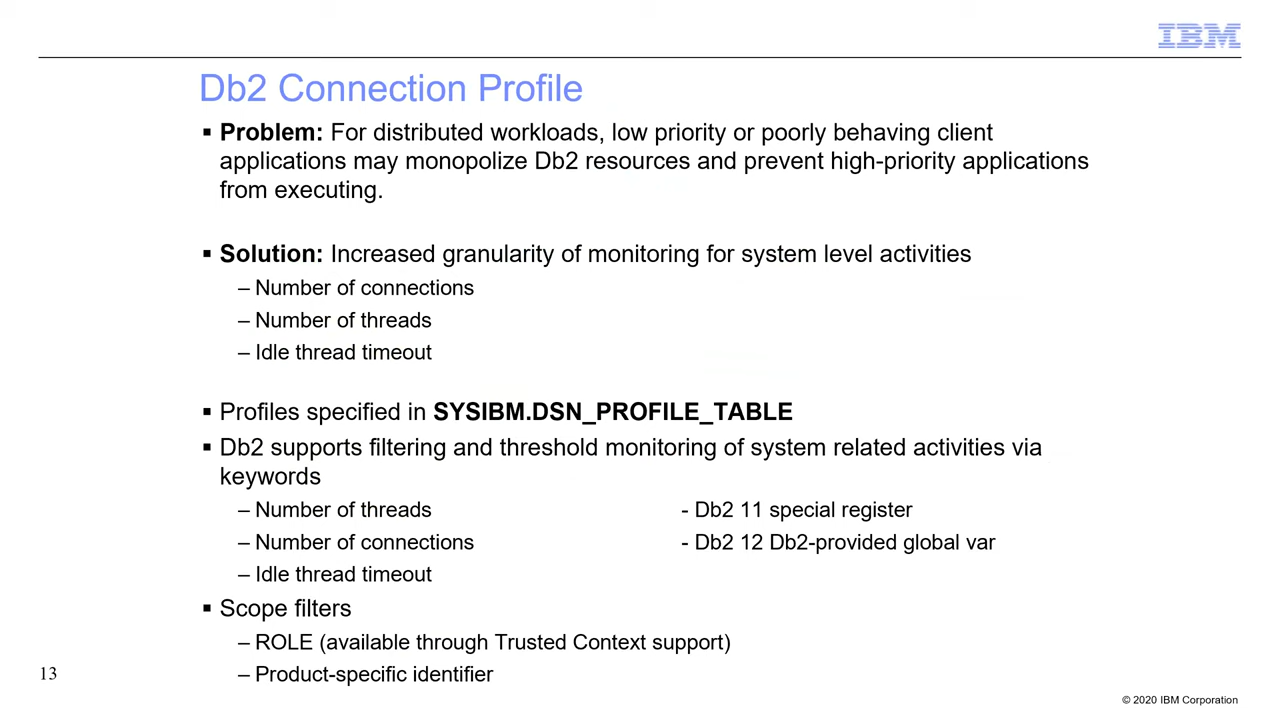 IBM
Db2 Connection Profile
▪ Problem: For distributed workloads, low priority or poorly behaving client
applications may monopolize Db2 resources and prevent high-priority applications
from executing.
▪ Solution: Increased granularity of monitoring for system level activities
– Number of connections
– Number of threads
– Idle thread timeout
▪ Profiles specified in SYSIBM.DSN_PROFILE_TABLE
▪ Db2 supports filtering and threshold monitoring of system related activities via
keywords
– Number of threads - Db2 11 special register
– Number of connections - Db2 12 Db2-provided global var
– Idle thread timeout
▪ Scope filters
– ROLE (available through Trusted Context support)
– Product-specific identifier
13
© 2020 IBM Corporation